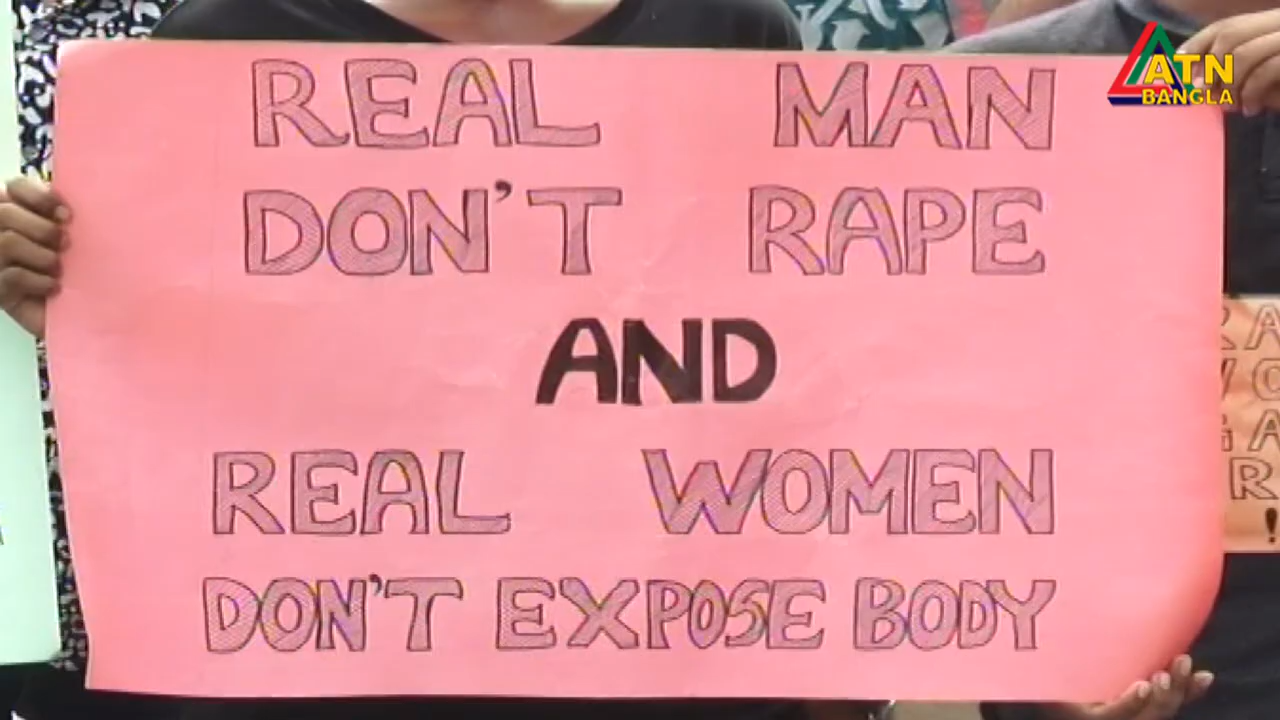 REAL MAN
DON'T RAPE
AND
REAL WOMEN
DON'T EXPOSE BODY
ATN
BANGLA